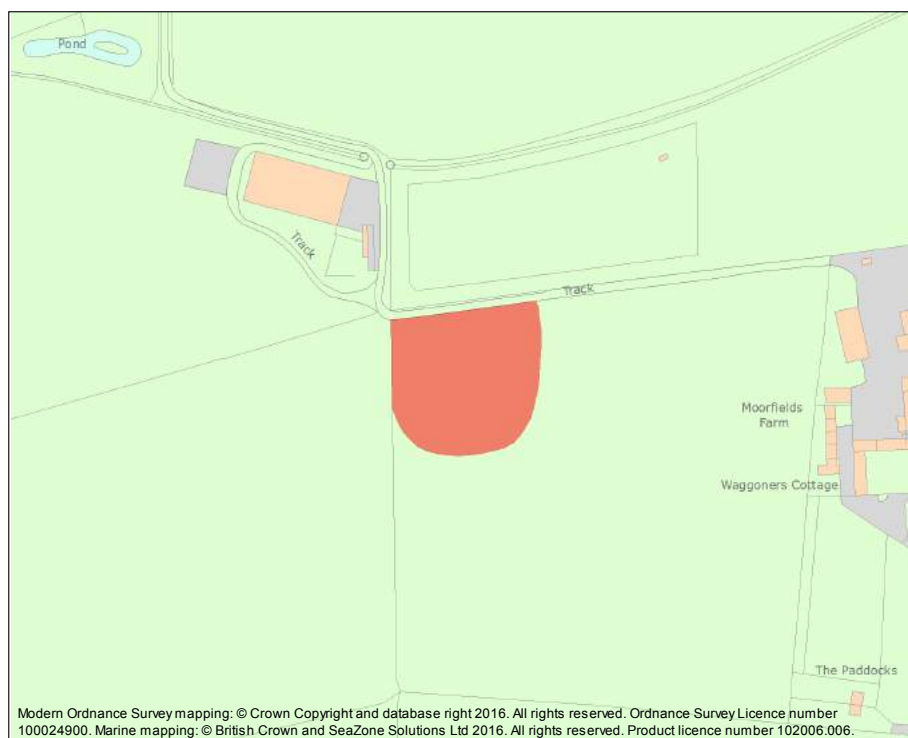 Pond
Track
Track
Moorfields
Farm
Waggoners Cottage
The Paddocks
Modern Ordnance Survey mapping: © Crown Copyright and database right 2016. All rights reserved. Ordnance Survey Licence number
100024900. Marine mapping: © British Crown and SeaZone Solutions Ltd 2016. All rights reserved. Product licence number 102006.006.